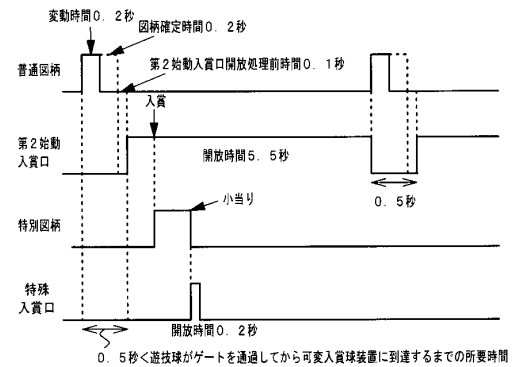 変動時間０．２秒
図柄確定時間０．２秒
普通図柄
第２始動入賞口開放処理前時間０．１秒
入賞
第２始動
入賞口
開放時間５．５秒
０．５秒
小当り
特別図柄
特殊
入賞口
開放時間０．２秒
０．５秒＜遊技球がゲートを通過してから可変入賞球装置に到達するまでの所要時間